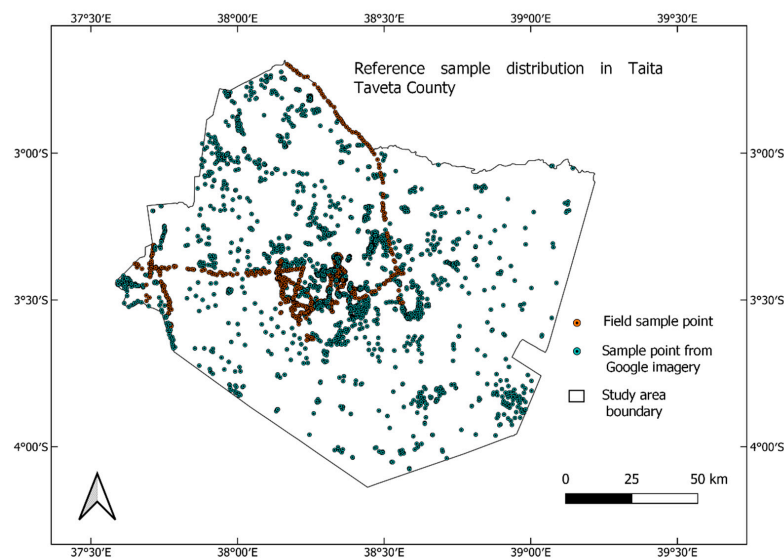 37°30'E 38°00'E 38°30'E 39°00'E 39°30'E
Reference sample distribution in Taita
Taveta County
3°00'S 3°00'S
3°30'S 3°30'S
Field sample point
Sample point from
Google imagery
Study area
boundary
4°00'S 4°00'S
0 25 50 km
37°30'E 38°00'E 38°30'E 39°00'E 39°30'E